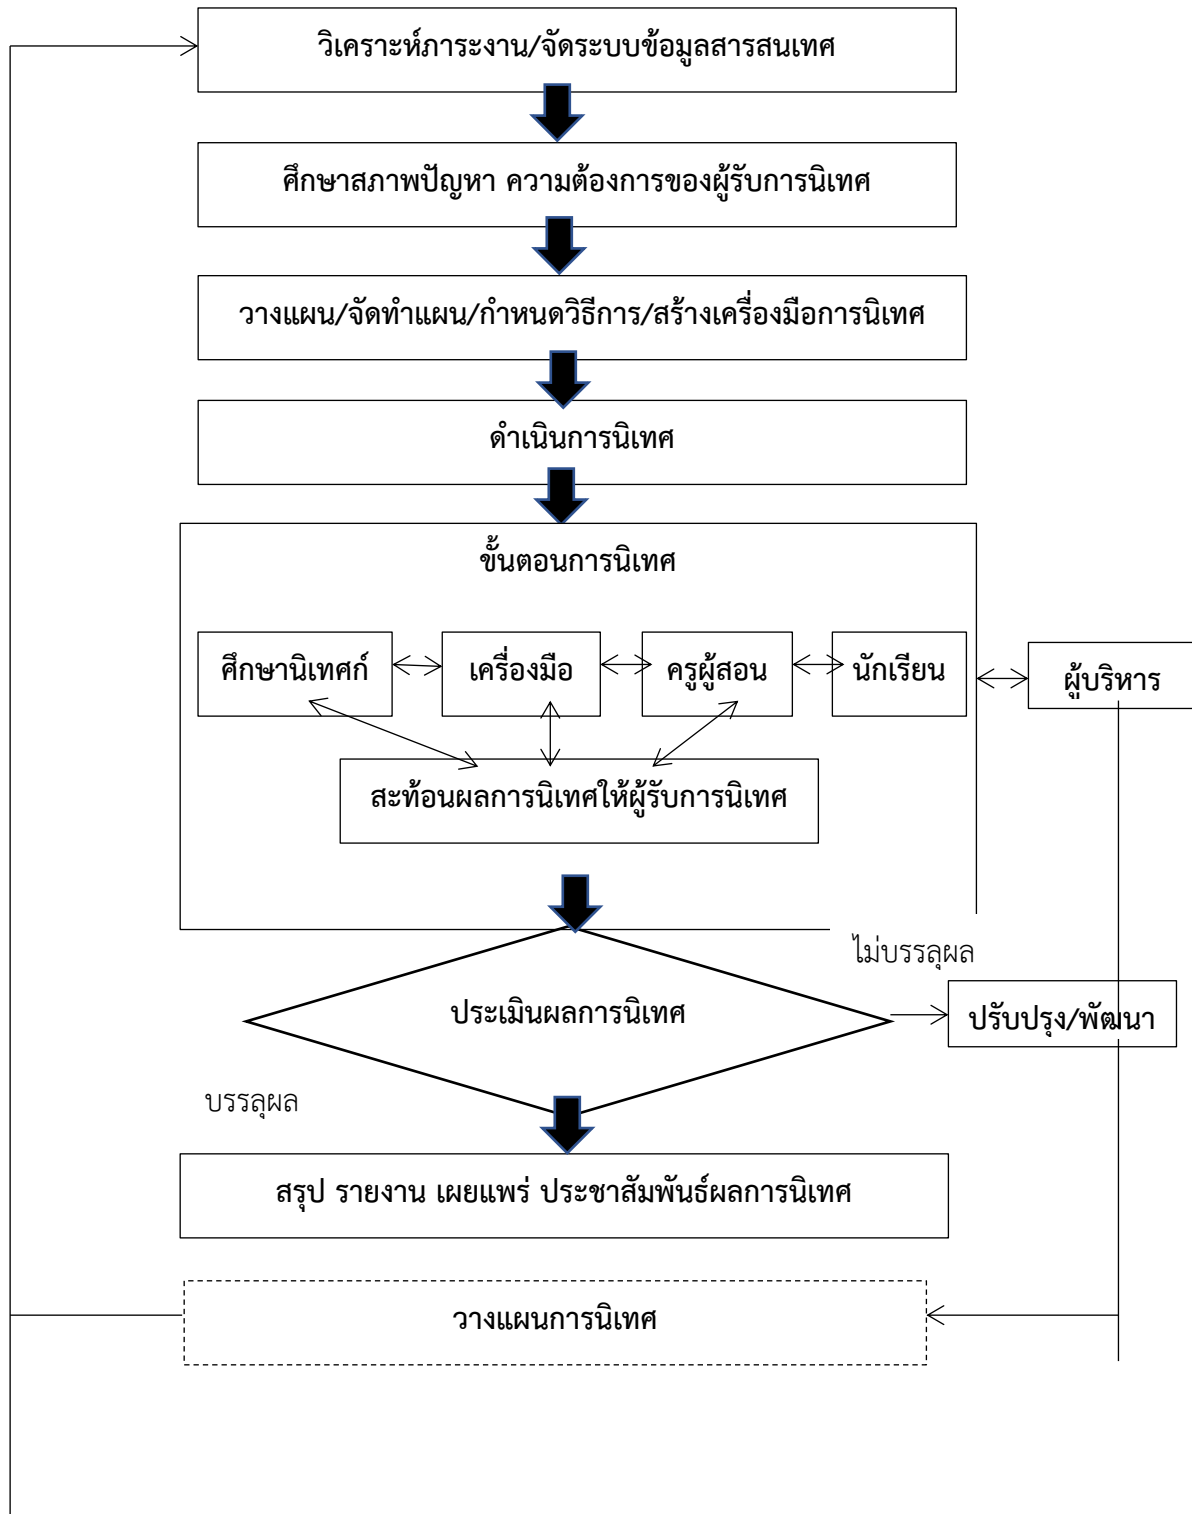 วิเคราะห์ภาระงาน/จัดระบบข้อมูลสารสนเทศ
ศึกษาสภาพปัญหา ความต้องการของผู้รับการนิเทศ
วางแผน/จัดทำแผน/กำหนดวิธีการ/สร้างเครื่องมือการนิเทศ
ดำเนินการนิเทศ
ขั้นตอนการนิเทศ
ศึกษานิเทศก์
เครื่องมือ
ครูผู้สอน
นักเรียน
ผู้บริหาร
สะท้อนผลการนิเทศให้ผู้รับการนิเทศ
ไม่บรรลุผล
ประเมินผลการนิเทศ
ปรับปรุง/พัฒนา
บรรลุผล
สรุป รายงาน เผยแพร่ ประชาสัมพันธ์ผลการนิเทศ
วางแผนการนิเทศ